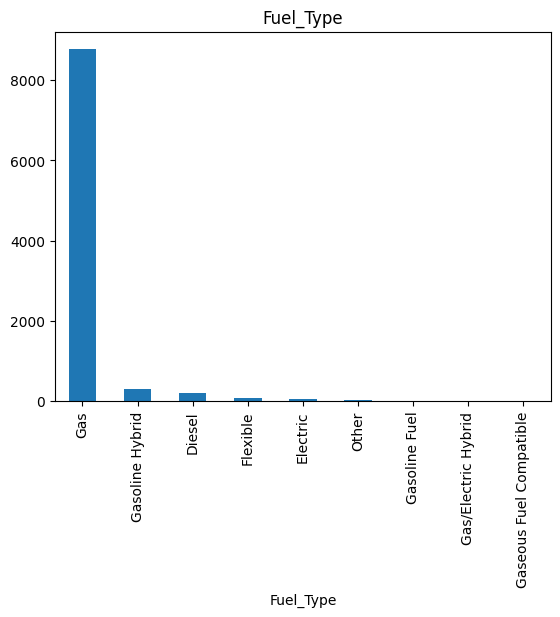 Fuel_Type
8000
6000
4000
2000
0
Gas
Gasoline Hybrid
Diesel
Flexible
Electric
Other
Gasoline Fuel
Gas/Electric Hybrid
Gaseous Fuel Compatible
Fuel_Type